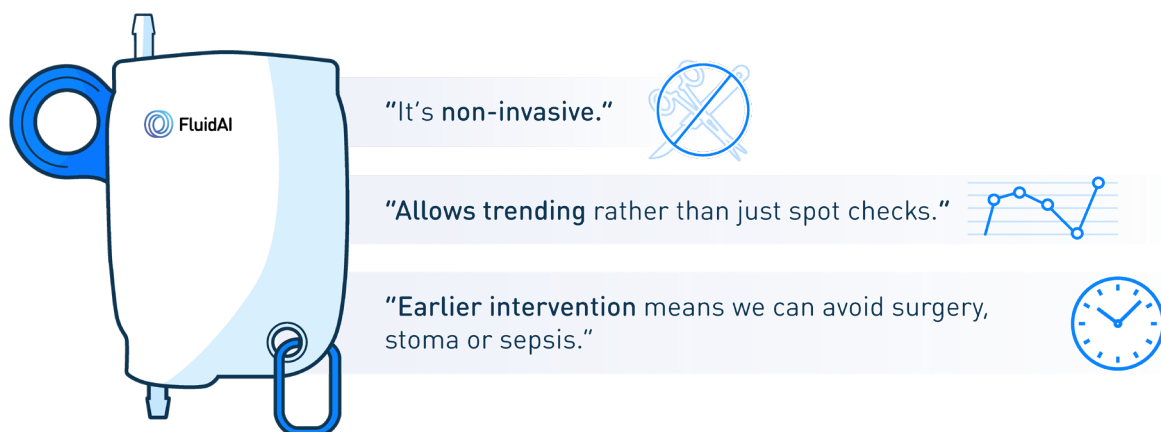 FluidAI
"It's non-invasive."
"Allows trending rather than just spot checks."
"Earlier intervention means we can avoid surgery,
stoma or sepsis."